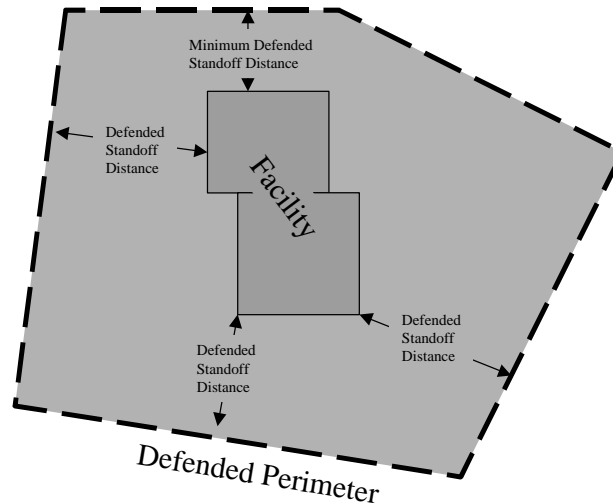 Minimum Defended
Standoff Distance
Defended
Standoff
Distance
Facility
Defended
Standoff
Distance
Defended
Standoff
Distance
Defended Perimeter